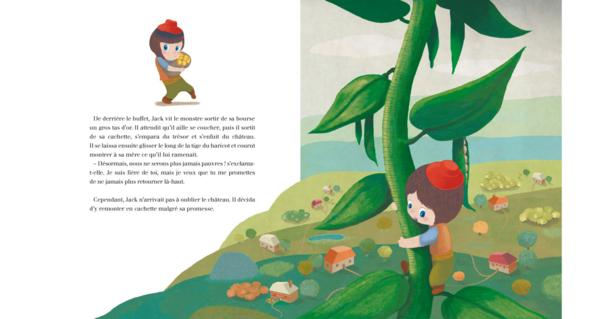 De derrière le buffet, Jack vit le monstre sortir de sa bourse
un gros tas d'or. Il attendit qu'il aille se coucher, puis il sortit
de sa cachette, s'empara du trésor et s'enfuit du château.
Il se laissa ensuite glisser le long de la tige du haricot et courut
montrer à sa mère ce qu'il lui ramenait.
– Désormais, nous ne serons plus jamais pauvres ! s'exclama-
t-elle. Je suis fière de toi, mais je veux que tu me promettes
de ne jamais plus retourner là-haut.
Cependant, Jack n'arrivait pas à oublier le château. Il décida
d'y remonter en cachette malgré sa promesse.